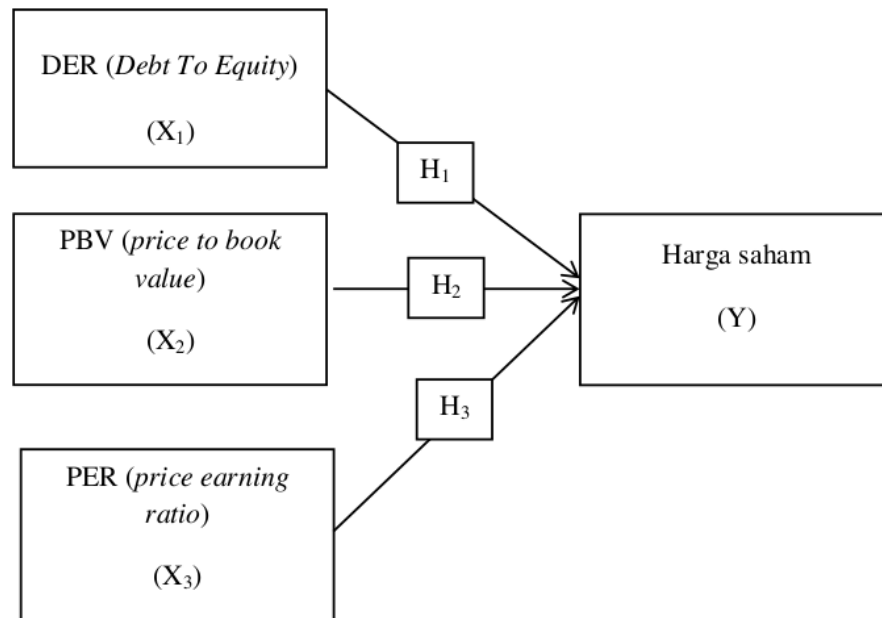 DER (Debt To Equity)
(X₁)
H₁
PBV (price to book
value)
(X₂)
H₂
Harga saham
(Y)
PER (price earning
ratio)
(X₃)
H₃